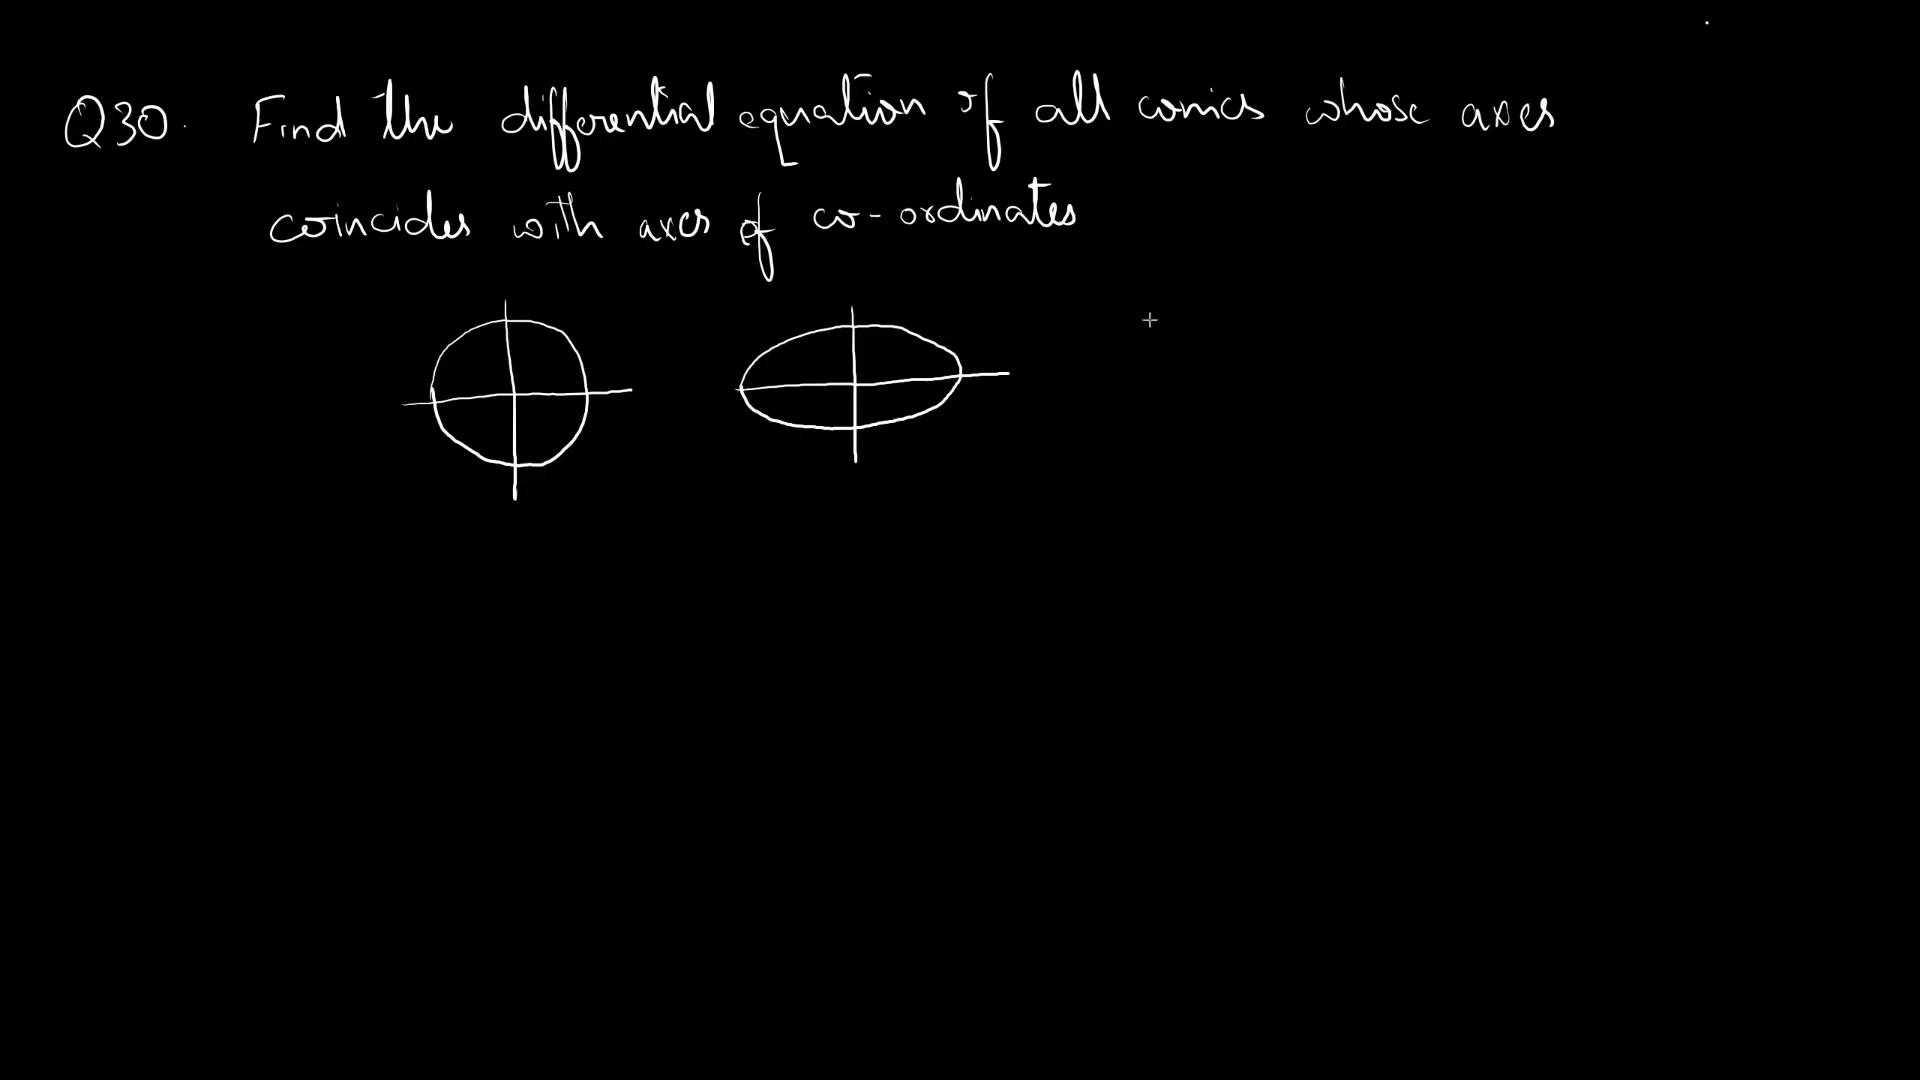 Q30. Find the differential equation of all conics whose axes
coincides with axes of co-ordinates